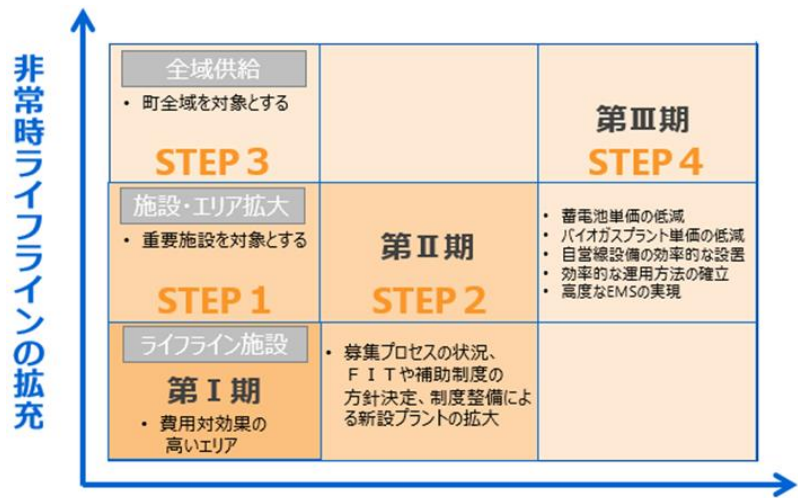 非常時ライフラインの拡充
全域供給
・ 町全域を対象とする
STEP 3
第Ⅲ期
STEP 4
施設・エリア拡大
・ 重要施設を対象とする
STEP 1
第Ⅱ期
STEP 2
・ 蓄電池単価の低減
・ バイオガスプラント単価の低減
・ 自営線設備の効率的な設置
・ 効率的な運用方法の確立
・ 高度なEMSの実現
ライフライン施設
第Ⅰ期
・ 費用対効果の
高いエリア
・ 募集プロセスの状況、
ＦＩＴや補助制度の
方針決定、制度整備によ
る新設プラントの拡大